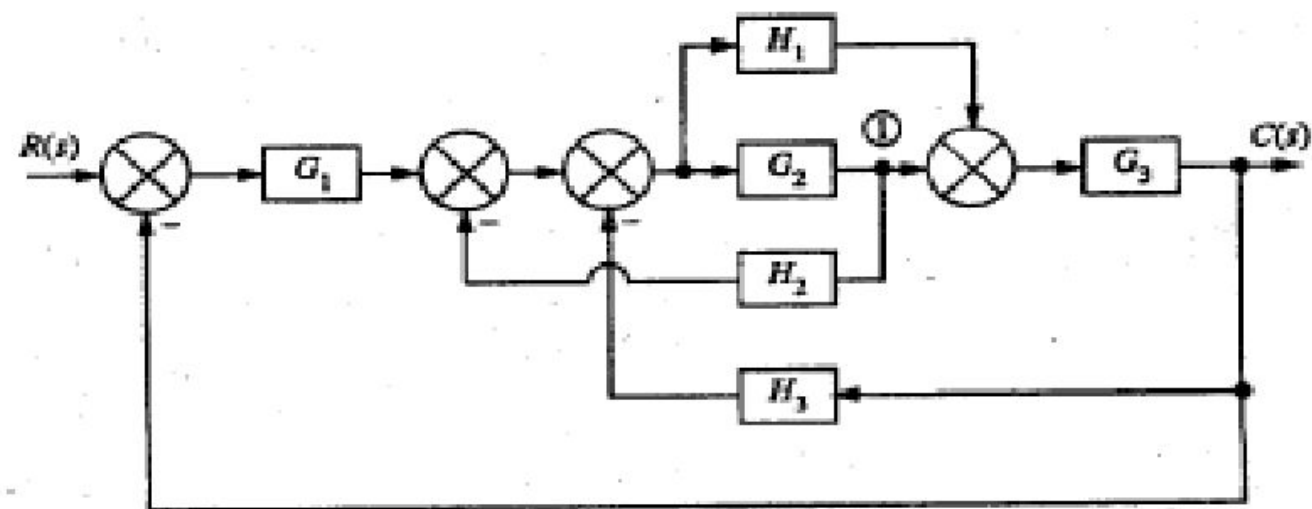 H₁
①
R(s)
G₁
G₂
G₃
C(s)
H₂
H₃
−
−
−